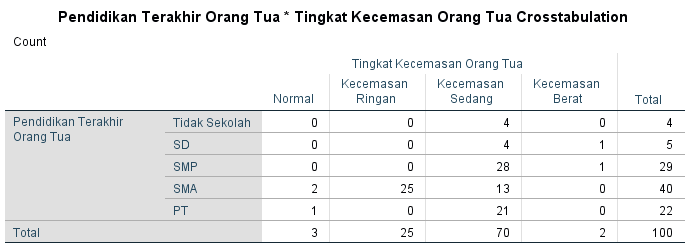 Pendidikan Terakhir Orang Tua * Tingkat Kecemasan Orang Tua Crosstabulation
Count
Tingkat Kecemasan Orang Tua
Normal Kecemasan Ringan Kecemasan Sedang Kecemasan Berat Total
Pendidikan Terakhir Orang Tua Tidak Sekolah 0 0 4 0 4
SD 0 0 4 1 5
SMP 0 0 28 1 29
SMA 2 25 13 0 40
PT 1 0 21 0 22
Total 3 25 70 2 100